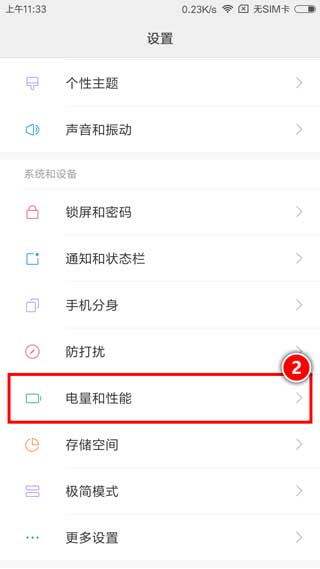 上午11:33 0.23K/s 无SIM卡
设置
个性主题
声音和振动
系统和设备
锁屏和密码
通知和状态栏
手机分身
防打扰
2
电量和性能
存储空间
极简模式
更多设置